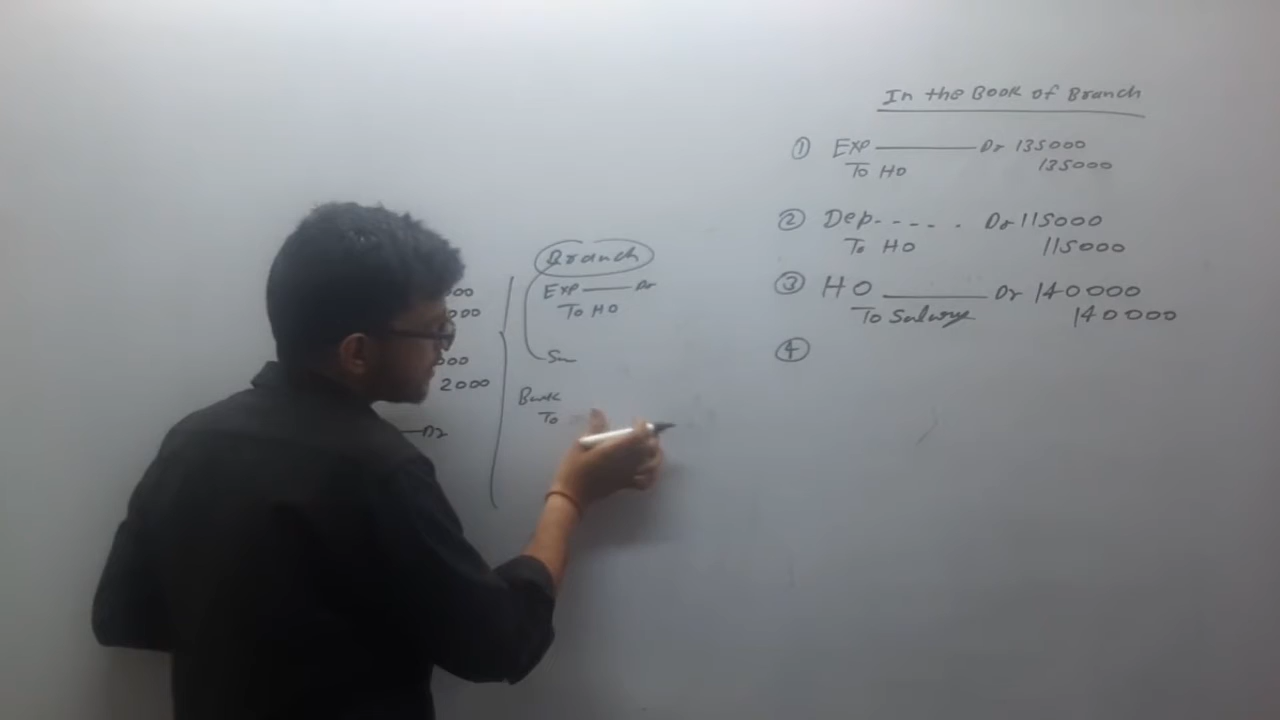 000
000
000
2000
Dr
Branch
Exp Dr
To HO
Bank
To
In the Book of Branch
① Exp Dr 135000
To HO 135000
② Dep----. Dr 115000
To HO 115000
③ HO Dr 140000
To Salary 140000
④